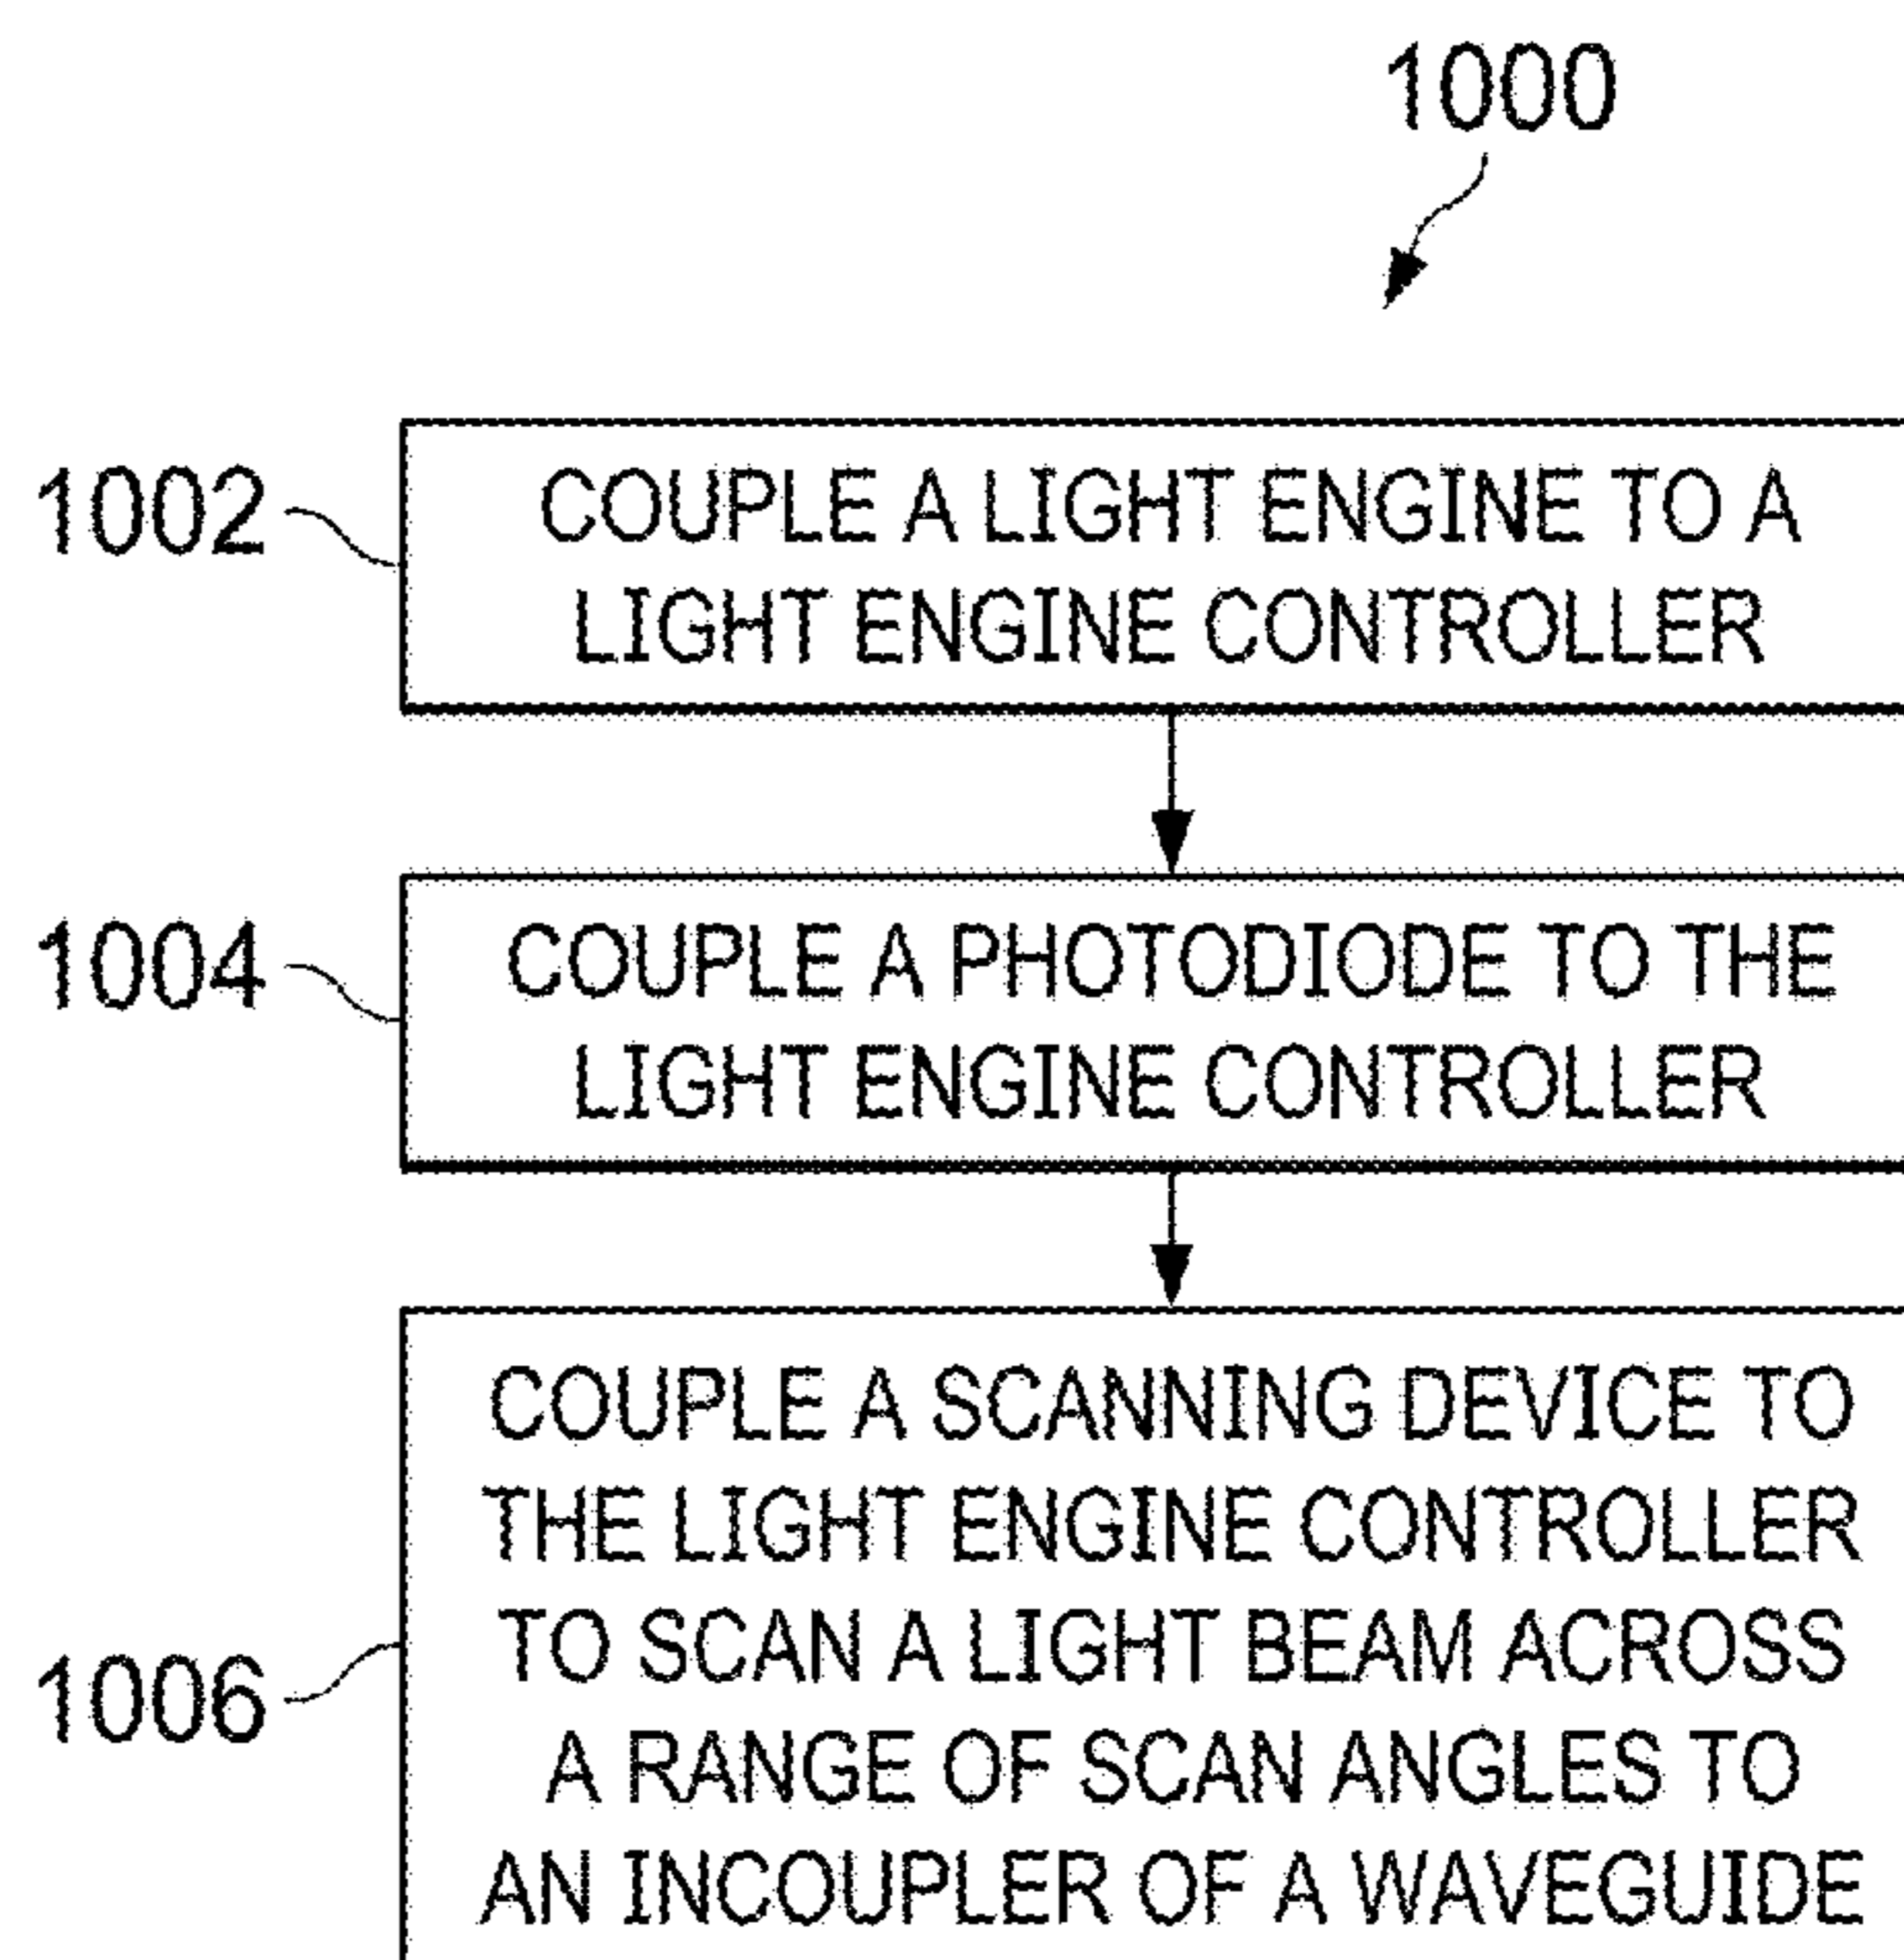 1000
1002
COUPLE A LIGHT ENGINE TO A
LIGHT ENGINE CONTROLLER
1004
COUPLE A PHOTODIODE TO THE
LIGHT ENGINE CONTROLLER
1006
COUPLE A SCANNING DEVICE TO
THE LIGHT ENGINE CONTROLLER
TO SCAN A LIGHT BEAM ACROSS
A RANGE OF SCAN ANGLES TO
AN INCOUPLER OF A WAVEGUIDE